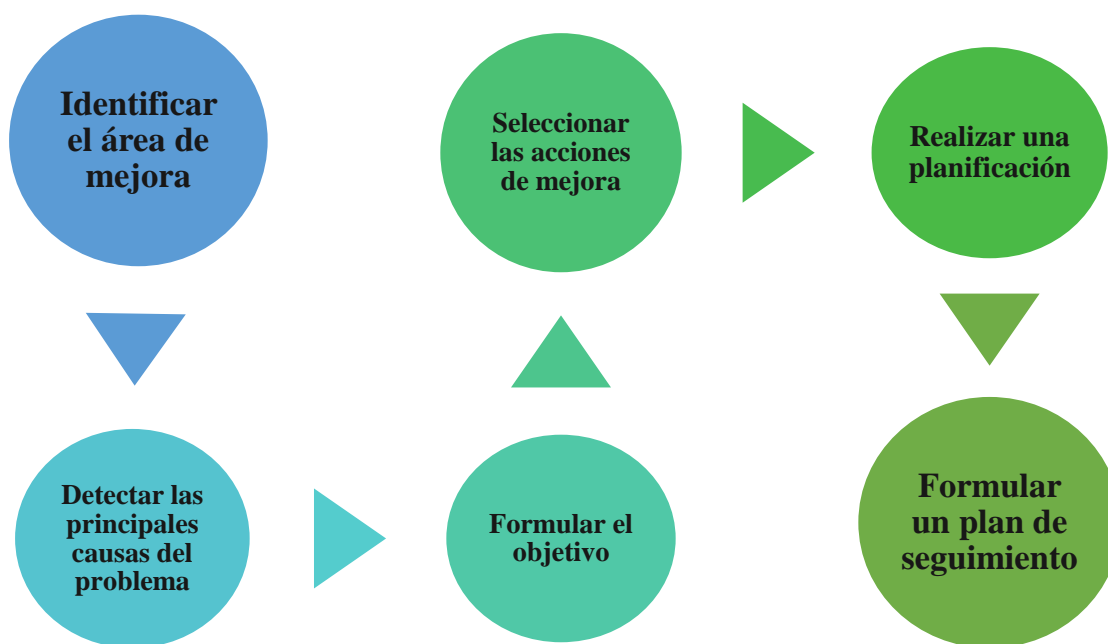 Identificar
el área de
mejora
Detectar las
principales
causas del
problema
Formular el
objetivo
Seleccionar
las acciones
de mejora
Realizar una
planificación
Formular
un plan de
seguimiento